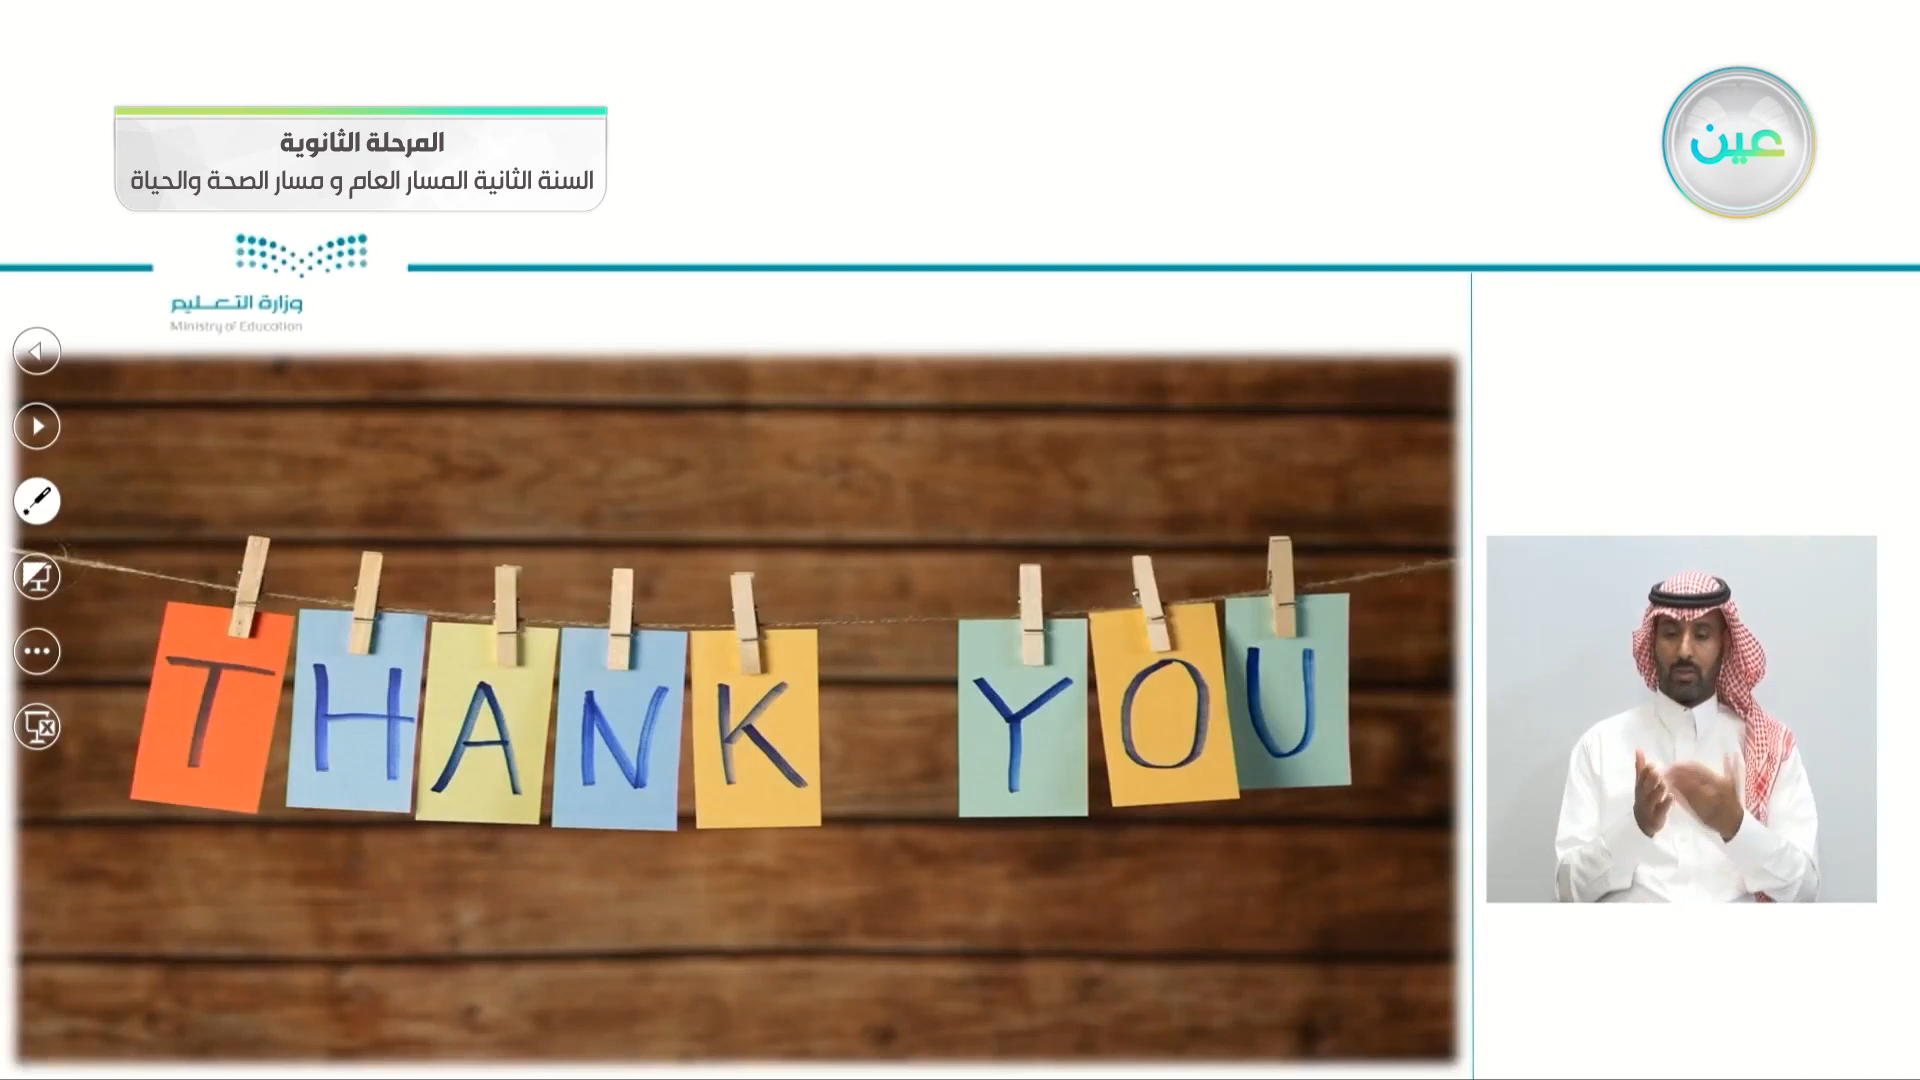 المرحلة الثانوية
السنة الثانية المسار العام و مسار الصحة والحياة
عين
وزارة التعليم
Ministry of Education
THANK YOU